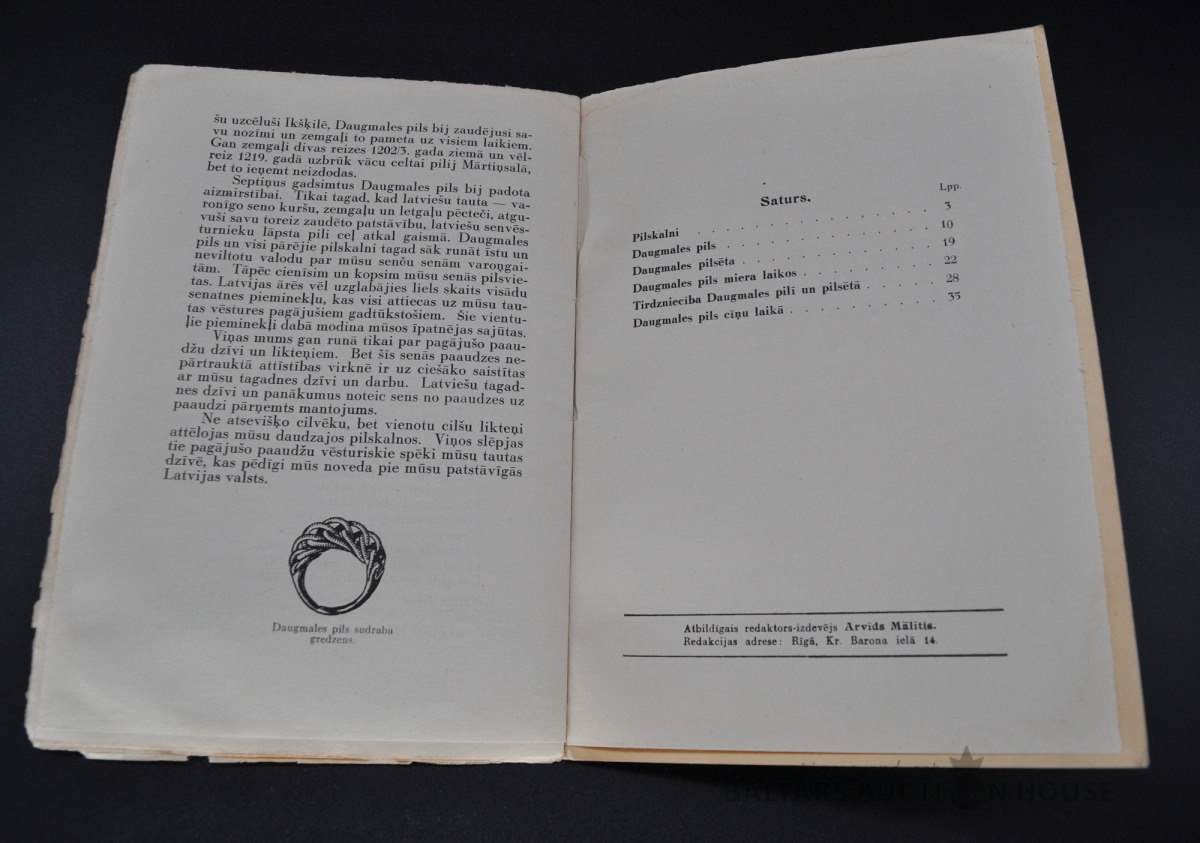 šu uzcēluši Ikšķilē, Daugmales pils bij zaudējusi sa-
vu nozīmi un zemgaļi to pameta uz visiem laikiem.
Gan zemgaļi divas reizes 1202/3. gada ziemā un vēl-
reiz 1219. gadā uzbrūk vācu celtai pilij Mārtiņsalā,
bet to ieņemt neizdodas.
Septiņus gadsimtus Daugmales pils bij padota
aizmirstībai. Tikai tagad, kad latviešu tauta — va-
ronīgo seno kuršu, zemgaļu un letgaļu pēcteči, atgu-
vuši savu toreiz zaudēto patstāvību, latviešu senvēs-
turnieku lāpsta pili ceļ atkal gaismā. Daugmales
pils un visi pārējie pilskalni tagad sāk runāt īstu un
neviltotu valodu par mūsu senču senām varoņgai-
tām. Tāpēc cienīsim un kopsim mūsu senās pilsvie-
tas. Latvijas ārēs vēl uzglabājies liels skaits visādu
senatnes pieminekļu, kas visi attiecas uz mūsu tau-
tas vēstures pagājušiem gadtūkstošiem. Šie vientu-
ļie pieminekļi dabā modina mūsos īpatnējas sajūtas.
Viņas mums gan runā tikai par pagājušo paau-
džu dzīvi un likteņiem. Bet šīs senās paaudzes ne-
pārtrauktā attīstības virknē ir uz ciešāko saistītas
ar mūsu tagadnes dzīvi un darbu. Latviešu tagad-
nes dzīvi un panākumus noteic sens no paaudzes uz
paaudzi pārņemts mantojums.
Ne atsevišķo cilvēku, bet vienotu cilšu likteņi
attēlojas mūsu daudzajos pilskalnos. Viņos slēpjas
tie pagājušo paaudžu vēsturiskie spēki mūsu tautas
dzīvē, kas pēdīgi mūs noveda pie mūsu patstāvīgās
Latvijas valsts.
Daugmales pils sudraba
gredzens.
Saturs.
Lpp.
Pilskalni . . . . . . . . . . . 3
Daugmales pils . . . . . . . . . . 10
Daugmales pilsēta . . . . . . . . . 19
Daugmales pils miera laikos . . . . . . . 22
Tirdzniecība Daugmales pilī un pilsētā . . . . . 28
Daugmales pils cīņu laikā . . . . . . . . 35
Atbildīgais redaktors-izdevējs Arvids Mālitis.
Redakcijas adrese: Rīgā, Kr. Barona ielā 14.
BALTARS AUCTION HOUSE